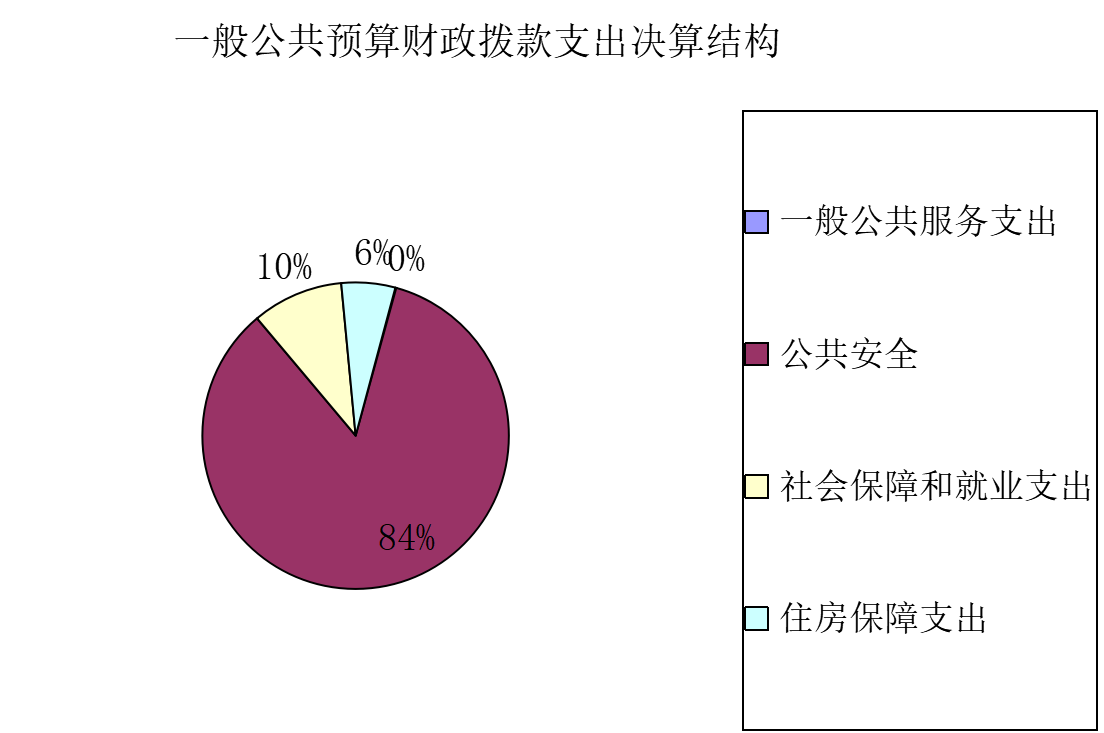 一般公共预算财政拨款支出决算结构
10%
6%
0%
84%
一般公共服务支出
公共安全
社会保障和就业支出
住房保障支出